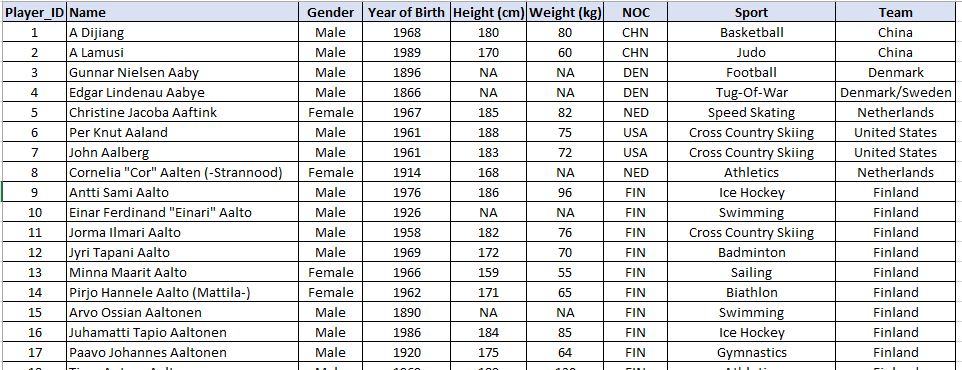 Player_ID Name Gender Year of Birth Height (cm) Weight (kg) NOC Sport Team
1 A Dijiang Male 1968 180 80 CHN Basketball China
2 A Lamusi Male 1989 170 60 CHN Judo China
3 Gunnar Nielsen Aaby Male 1896 NA NA DEN Football Denmark
4 Edgar Lindenau Aabye Male 1866 NA NA DEN Tug-Of-War Denmark/Sweden
5 Christine Jacoba Aaftink Female 1967 185 82 NED Speed Skating Netherlands
6 Per Knut Aaland Male 1961 188 75 USA Cross Country Skiing United States
7 John Aalberg Male 1961 183 72 USA Cross Country Skiing United States
8 Cornelia "Cor" Aalten (-Strannood) Female 1914 168 NA NED Athletics Netherlands
9 Antti Sami Aalto Male 1976 186 96 FIN Ice Hockey Finland
10 Einar Ferdinand "Einari" Aalto Male 1926 NA NA FIN Swimming Finland
11 Jorma Ilmari Aalto Male 1958 182 76 FIN Cross Country Skiing Finland
12 Jyri Tapani Aalto Male 1969 172 70 FIN Badminton Finland
13 Minna Maarit Aalto Female 1966 159 55 FIN Sailing Finland
14 Pirjo Hannele Aalto (Mattila-) Female 1962 171 65 FIN Biathlon Finland
15 Arvo Ossian Aaltonen Male 1890 NA NA FIN Swimming Finland
16 Juhamatti Tapio Aaltonen Male 1986 184 85 FIN Ice Hockey Finland
17 Paavo Johannes Aaltonen Male 1920 175 64 FIN Gymnastics Finland